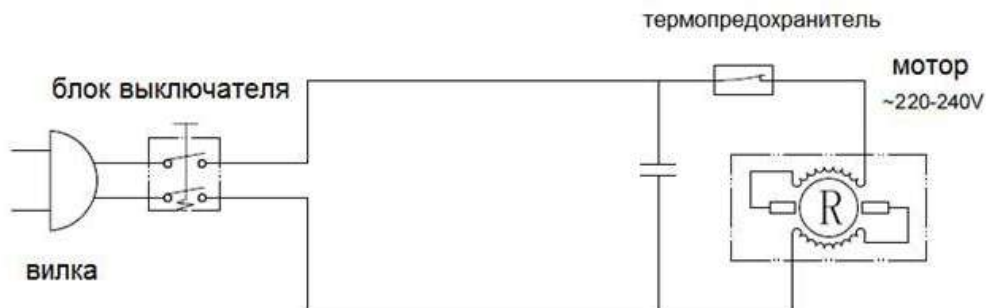 термопредохранитель
блок выключателя
мотор
~220-240V
R
вилка